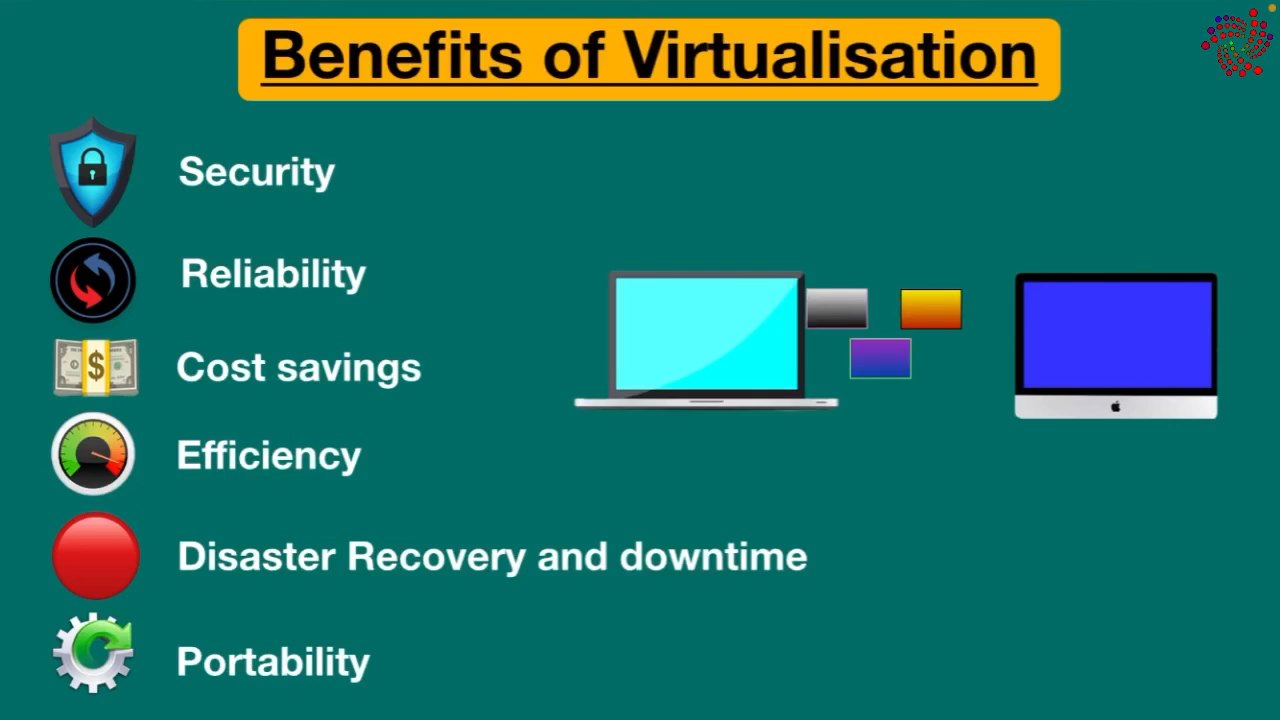 Benefits of Virtualisation
Security
Reliability
Cost savings
Efficiency
Disaster Recovery and downtime
Portability